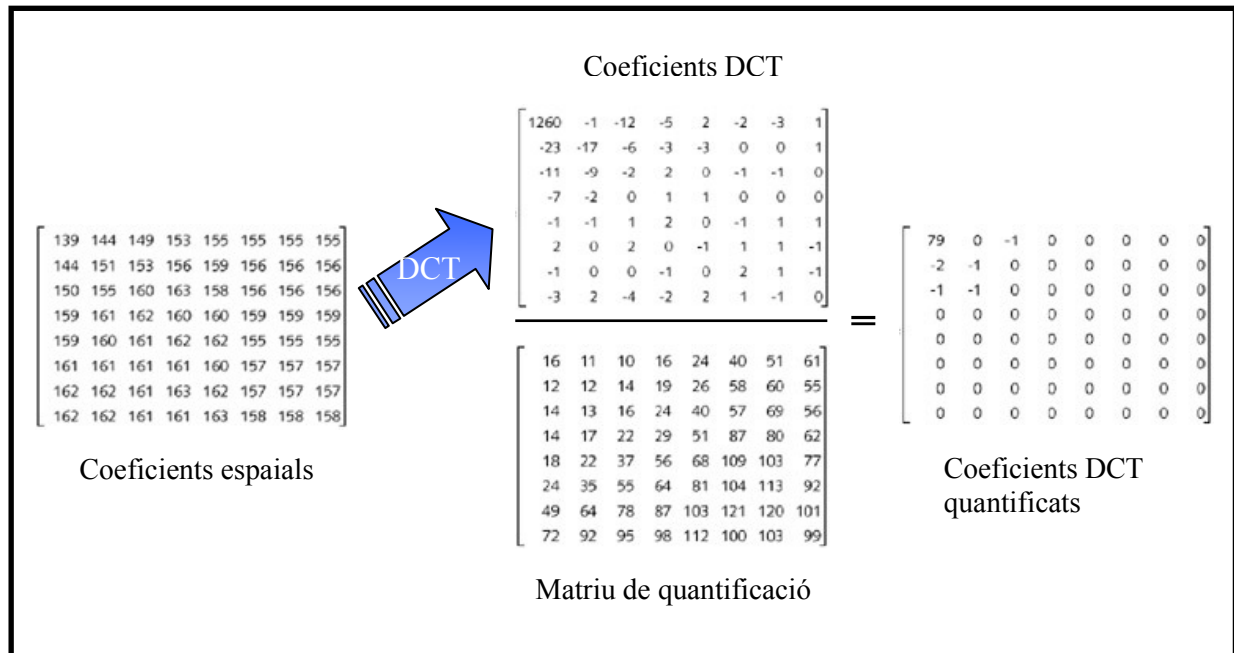 Coeficients DCT
1260 -1 -12 -5 2 -2 -3 1
-23 -17 -6 -3 -3 0 0 1
-11 -9 -2 2 0 -1 -1 0
-7 -2 0 1 1 0 0 0
-1 -1 1 2 0 -1 1 1
2 0 2 0 -1 1 1 -1
-1 0 0 -1 0 2 1 -1
-3 2 -4 -2 2 1 -1 0
139 144 149 153 155 155 155 155
144 151 153 156 159 156 156 156
150 155 160 163 158 156 156 156
159 161 162 160 160 159 159 159
159 160 161 162 162 155 155 155
161 161 161 161 160 157 157 157
162 162 161 163 162 157 157 157
162 162 161 161 163 158 158 158
Coeficients espaials
DCT
16 11 10 16 24 40 51 61
12 12 14 19 26 58 60 55
14 13 16 24 40 57 69 56
14 17 22 29 51 87 80 62
18 22 37 56 68 109 103 77
24 35 55 64 81 104 113 92
49 64 78 87 103 121 120 101
72 92 95 98 112 100 103 99
Matriu de quantificació
=
79 0 -1 0 0 0 0 0
-2 -1 0 0 0 0 0 0
-1 -1 0 0 0 0 0 0
0 0 0 0 0 0 0 0
0 0 0 0 0 0 0 0
0 0 0 0 0 0 0 0
0 0 0 0 0 0 0 0
0 0 0 0 0 0 0 0
Coeficients DCT
quantificats